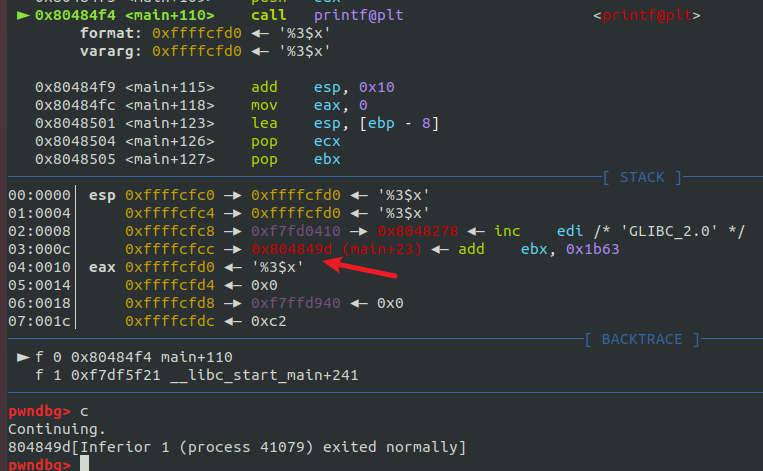 ► 0x80484f4 <main+110> call printf@plt <printf@plt>
format: 0xffffcfd0 ◂— '%3$x'
vararg: 0xffffcfd0 ◂— '%3$x'
0x80484f9 <main+115> add esp, 0x10
0x80484fc <main+118> mov eax, 0
0x8048501 <main+123> lea esp, [ebp - 8]
0x8048504 <main+126> pop ecx
0x8048505 <main+127> pop ebx
[ STACK ]
00:0000│ esp 0xffffcfc0 —▸ 0xffffcfd0 ◂— '%3$x'
01:0004│ 0xffffcfc4 —▸ 0xffffcfd0 ◂— '%3$x'
02:0008│ 0xffffcfc8 —▸ 0xf7fd0410 —▸ 0x8048278 ◂— inc edi /* 'GLIBC_2.0' */
03:000c│ 0xffffcfcc —▸ 0x804849d (main+23) ◂— add ebx, 0x1b63
04:0010│ eax 0xffffcfd0 ◂— '%3$x'
05:0014│ 0xffffcfd4 ◂— 0x0
06:0018│ 0xffffcfd8 —▸ 0xf7ffd940 ◂— 0x0
07:001c│ 0xffffcfdc ◂— 0xc2
[ BACKTRACE ]
► f 0 0x80484f4 main+110
f 1 0xf7df5f21 __libc_start_main+241
pwndbg> c
Continuing.
804849d[Inferior 1 (process 41079) exited normally]
pwndbg>